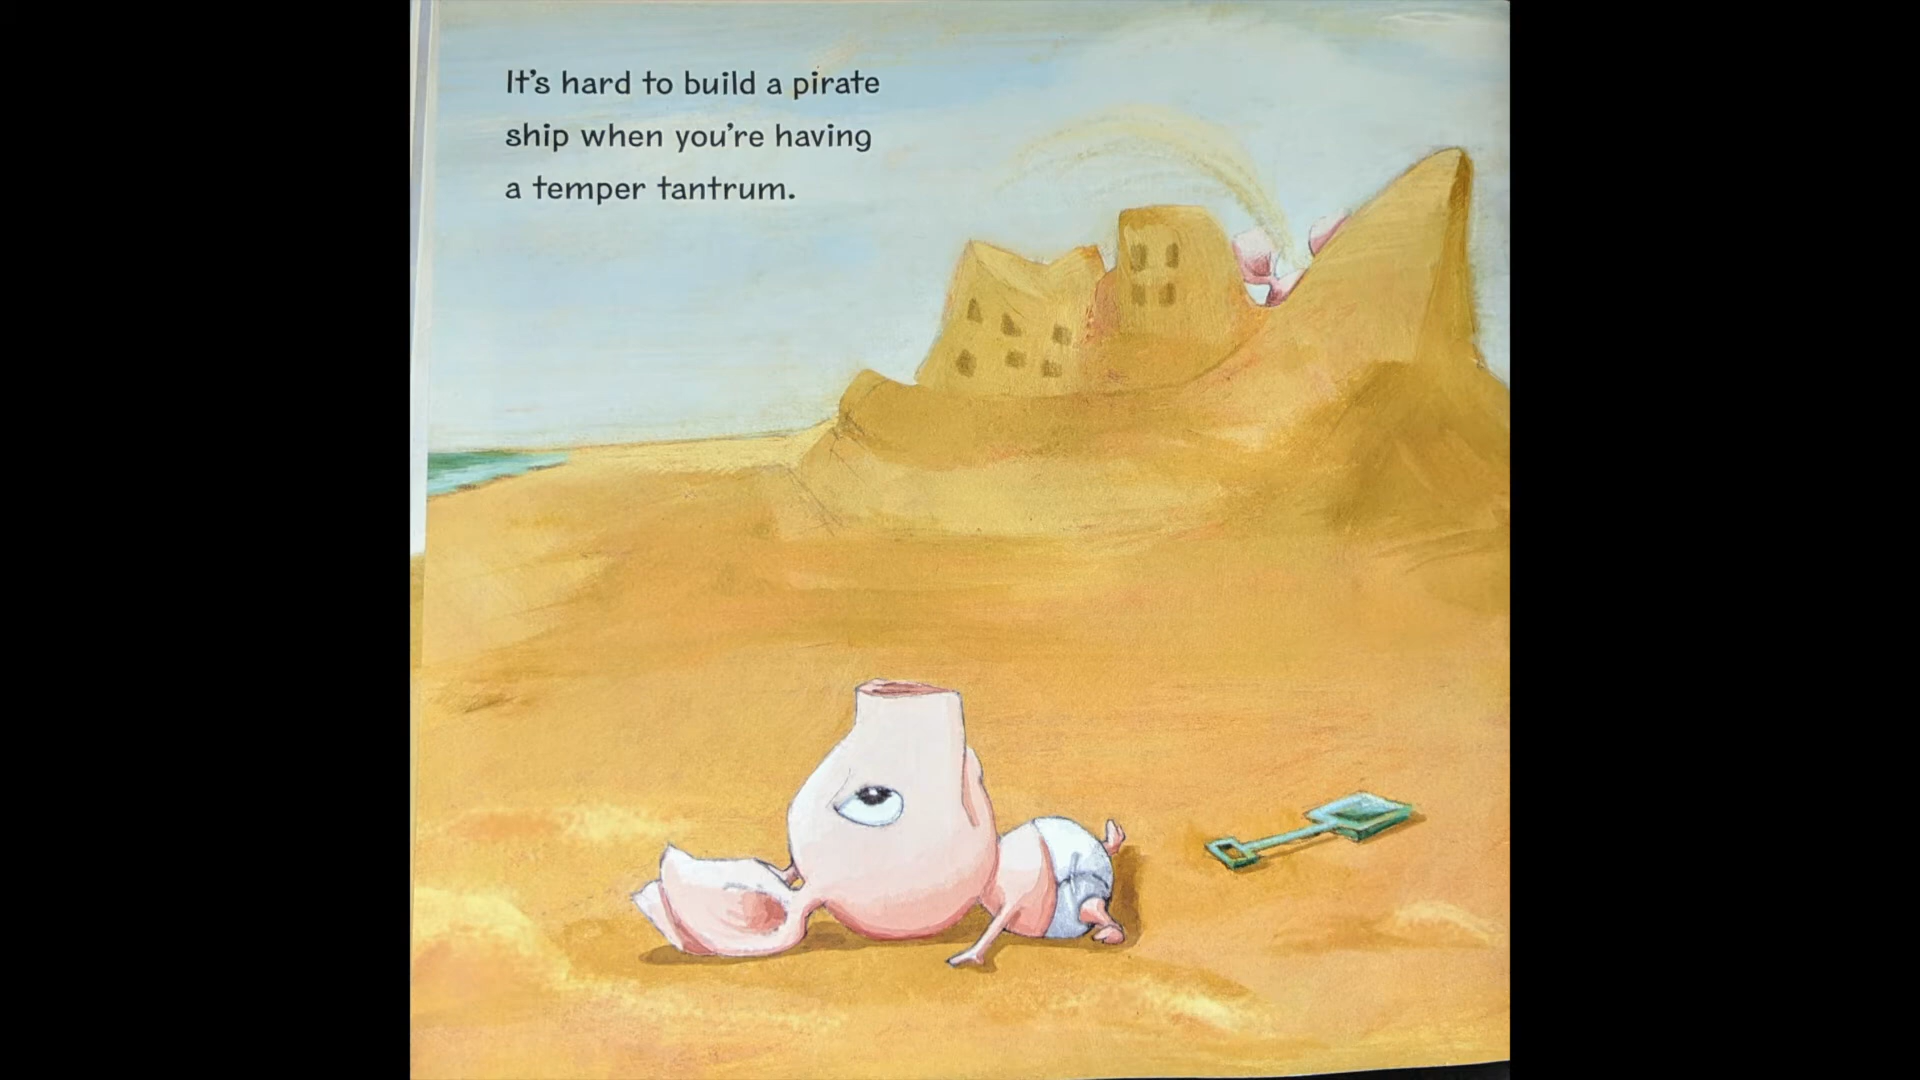 It's hard to build a pirate
ship when you're having
a temper tantrum.